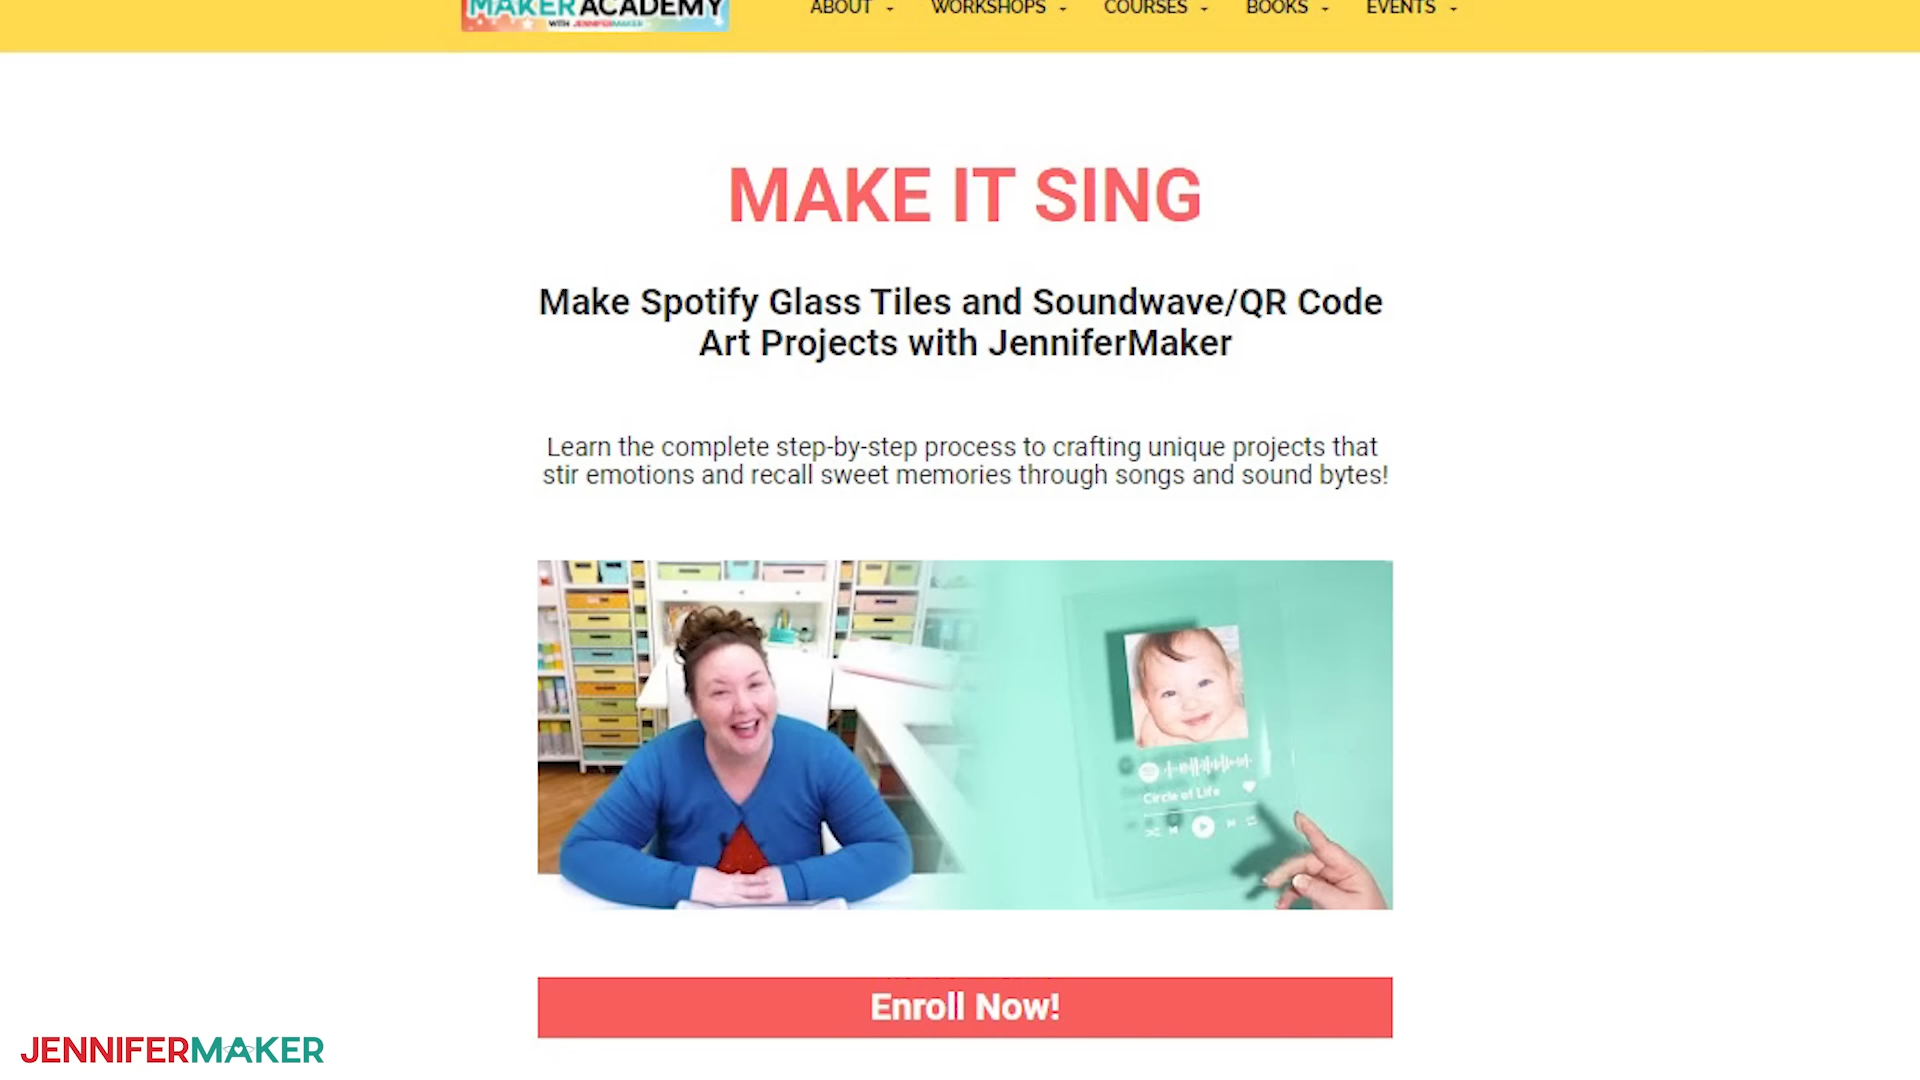 MAKER ACADEMY
WITH JENNIFERMAKER
ABOUT
WORKSHOPS
COURSES
BOOKS
EVENTS
MAKE IT SING
Make Spotify Glass Tiles and Soundwave/QR Code
Art Projects with JenniferMaker
Learn the complete step-by-step process to crafting unique projects that
stir emotions and recall sweet memories through songs and sound bytes!
Circle of Life
Enroll Now!
JENNIFERMAKER